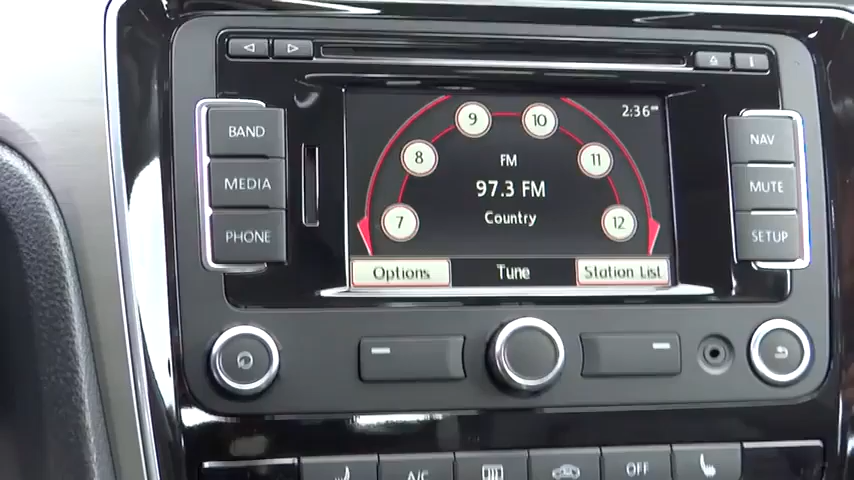 BAND
MEDIA
PHONE
2:36
9
10
8
11
7
12
FM
97.3 FM
Country
Options
Tune
Station List
NAV
MUTE
SETUP
A/C
OFF